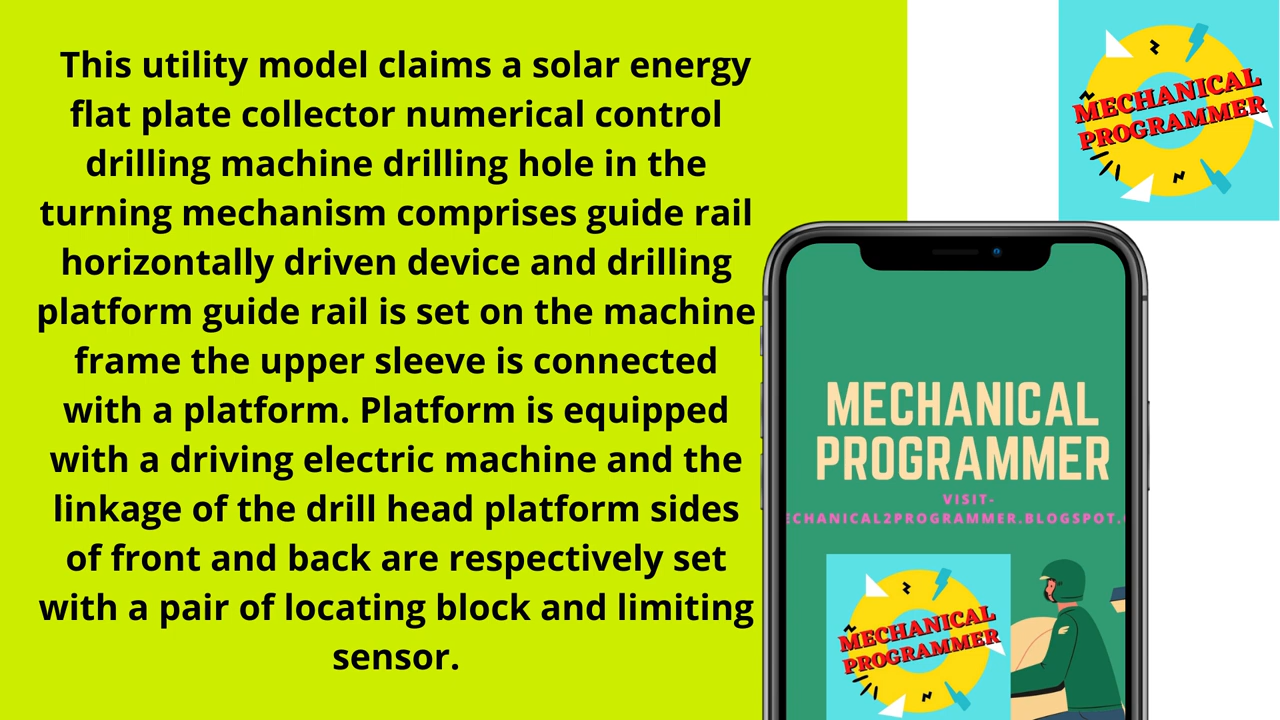 This utility model claims a solar energy
flat plate collector numerical control
drilling machine drilling hole in the
turning mechanism comprises guide rail
horizontally driven device and drilling
platform guide rail is set on the machine
frame the upper sleeve is connected
with a platform. Platform is equipped
with a driving electric machine and the
linkage of the drill head platform sides
of front and back are respectively set
with a pair of locating block and limiting
sensor.
MECHANICAL
PROGRAMMER
MECHANICAL
PROGRAMMER
VISIT-
ECHANICAL2PROGRAMMER.BLOGSPOT.
MECHANICAL
PROGRAMMER